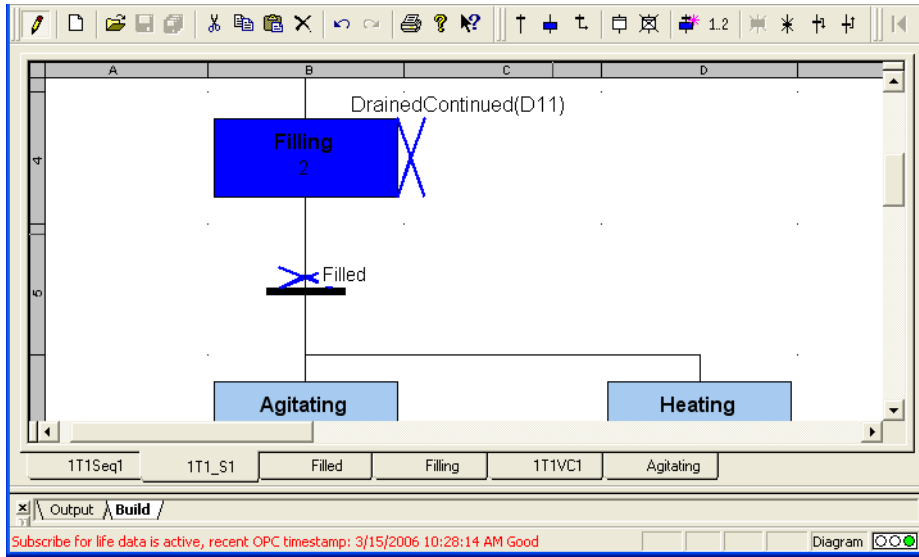 1.2
A B C D
DrainedContinued(D11)
4
Filling
2
Filled
5
Agitating Heating
1T1Seq1 1T1_S1 Filled Filling 1T1VC1 Agitating
Output Build
Subscribe for life data is active, recent OPC timestamp: 3/15/2006 10:28:14 AM Good Diagram